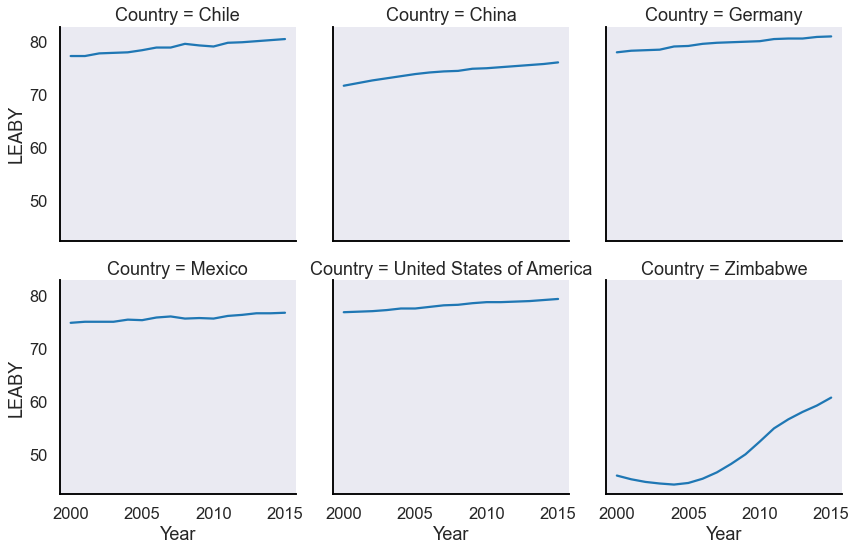 Country = Chile
Country = China
Country = Germany
80
70
60
50
LEABY
Country = Mexico
Country = United States of America
Country = Zimbabwe
80
70
60
50
LEABY
2000 2005 2010 2015
2000 2005 2010 2015
2000 2005 2010 2015
Year
Year
Year